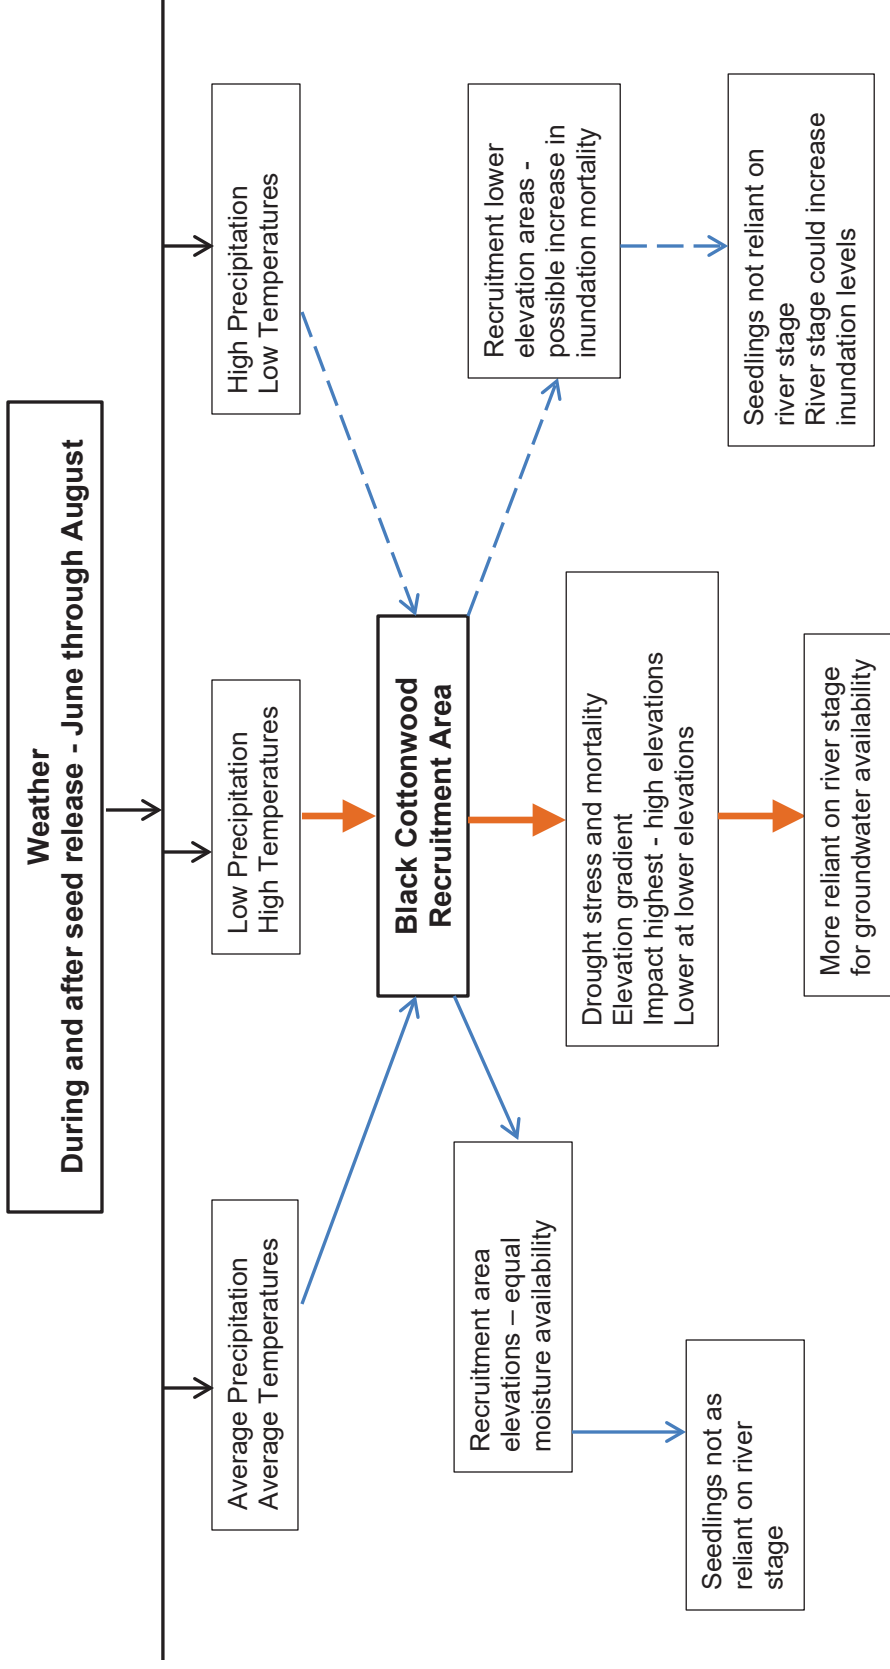 Weather
During and after seed release - June through August
Average Precipitation
Average Temperatures
Low Precipitation
High Temperatures
High Precipitation
Low Temperatures
Black Cottonwood
Recruitment Area
Recruitment area
elevations – equal
moisture availability
Drought stress and mortality
Elevation gradient
Impact highest - high elevations
Lower at lower elevations
Recruitment lower
elevation areas -
possible increase in
inundation mortality
Seedlings not as
reliant on river
stage
More reliant on river stage
for groundwater availability
Seedlings not reliant on
river stage
River stage could increase
inundation levels